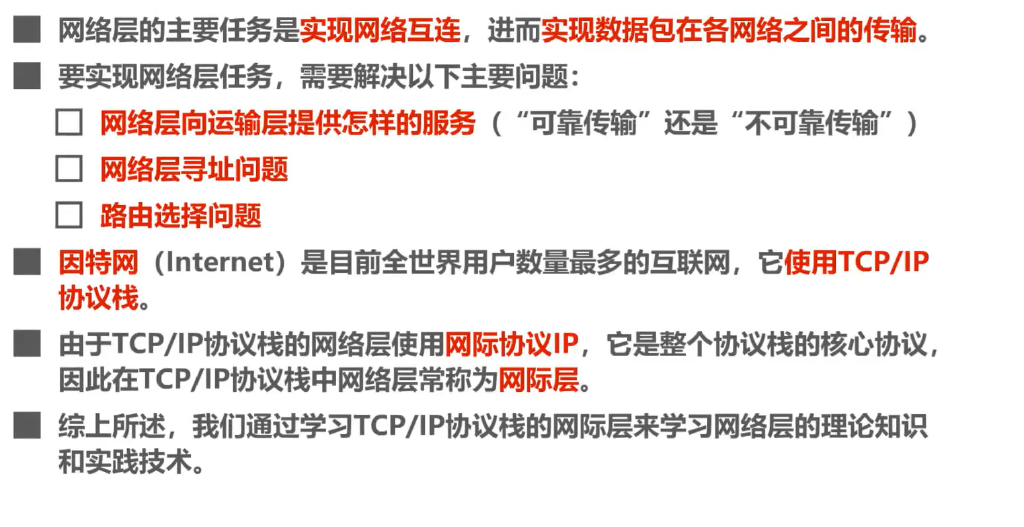 网络层的主要任务是实现网络互连，进而实现数据包在各网络之间的传输。
要实现网络层任务，需要解决以下主要问题：
网络层向运输层提供怎样的服务（“可靠传输”还是“不可靠传输”）
网络层寻址问题
路由选择问题
因特网（Internet）是目前全世界用户数量最多的互联网，它使用TCP/IP
协议栈。
由于TCP/IP协议栈的网络层使用网际协议IP，它是整个协议栈的核心协议，
因此在TCP/IP协议栈中网络层常称为网际层。
综上所述，我们通过学习TCP/IP协议栈的网际层来学习网络层的理论知识
和实践技术。